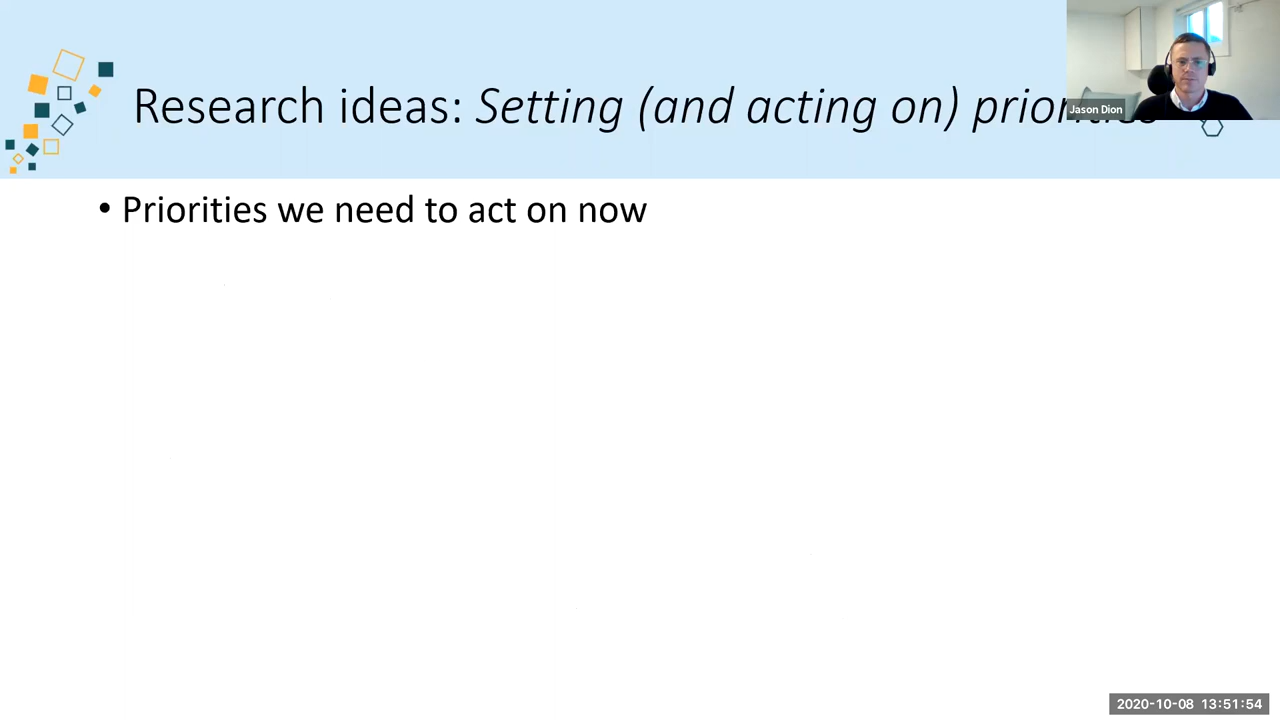 Research ideas: Setting (and acting on)
Jason Dion
• Priorities we need to act on now
2020-10-08 13:51:54